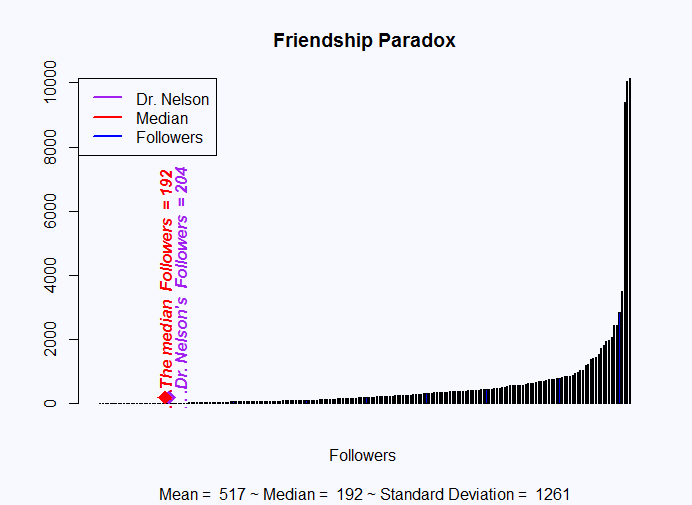 Friendship Paradox
Dr. Nelson
Median
Followers
10000
8000
6000
4000
2000
0
The median Followers = 192
Dr. Nelson's Followers = 204
Followers
Mean = 517 ~ Median = 192 ~ Standard Deviation = 1261